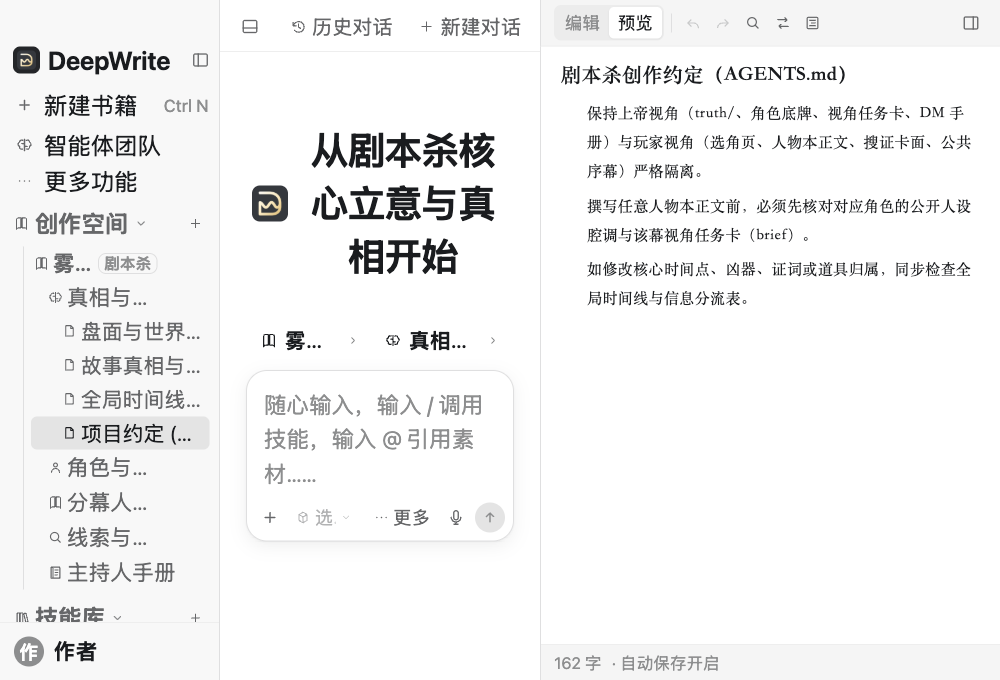 DeepWrite
新建书籍 Ctrl N
智能体团队
更多功能
创作空间
雾... 剧本杀
真相与...
盘面与世界...
故事真相与...
全局时间线...
项目约定 (...
角色与...
分幕人...
线索与...
主持人手册
技能库
作 作者
历史对话 新建对话
从剧本杀核
心立意与真
相开始
雾... 真相...
随心输入，输入 / 调用
技能，输入 @ 引用素
材……
选. 更多
编辑 预览
剧本杀创作约定（AGENTS.md）
保持上帝视角（truth/、角色底牌、视角任务卡、DM 手
册）与玩家视角（选角页、人物本正文、搜证卡面、公共
序幕）严格隔离。
撰写任意人物本正文前，必须先核对对应角色的公开人设
腔调与该幕视角任务卡（brief）。
如修改核心时间点、凶器、证词或道具归属，同步检查全
局时间线与信息分流表。
162 字 · 自动保存开启